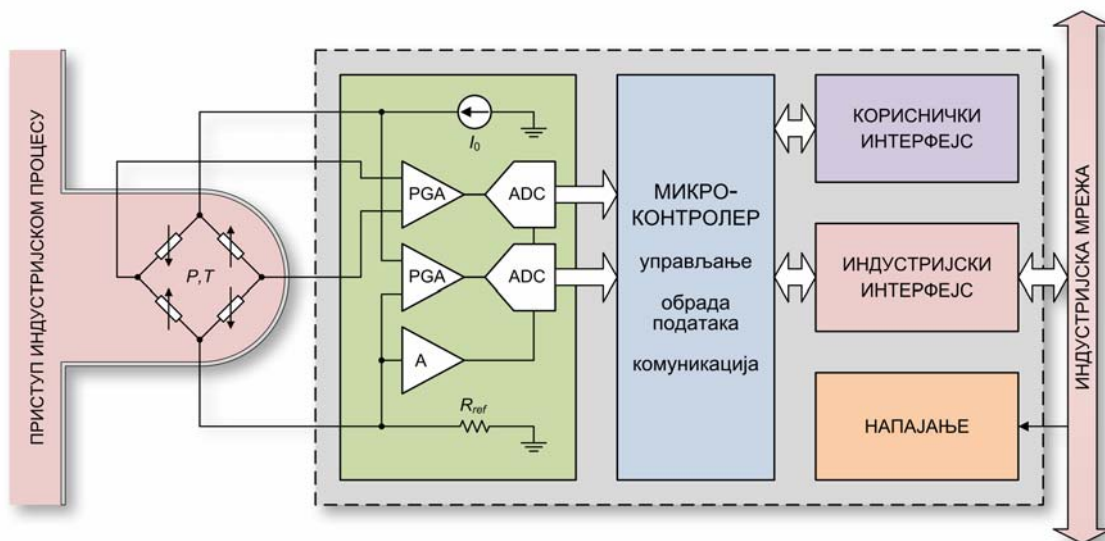 ПРИСТУП ИНДУСТРИЈСКОМ ПРОЦЕСУ
P,T
I0
PGA
ADC
PGA
ADC
A
Rref
МИКРО-
КОНТРОЛЕР
управљање
обрада
података
комуникација
КОРИСНИЧКИ
ИНТЕРФЕЈС
ИНДУСТРИЈСКИ
ИНТЕРФЕЈС
НАПАЈАЊЕ
ИНДУСТРИЈСКА МРЕЖА